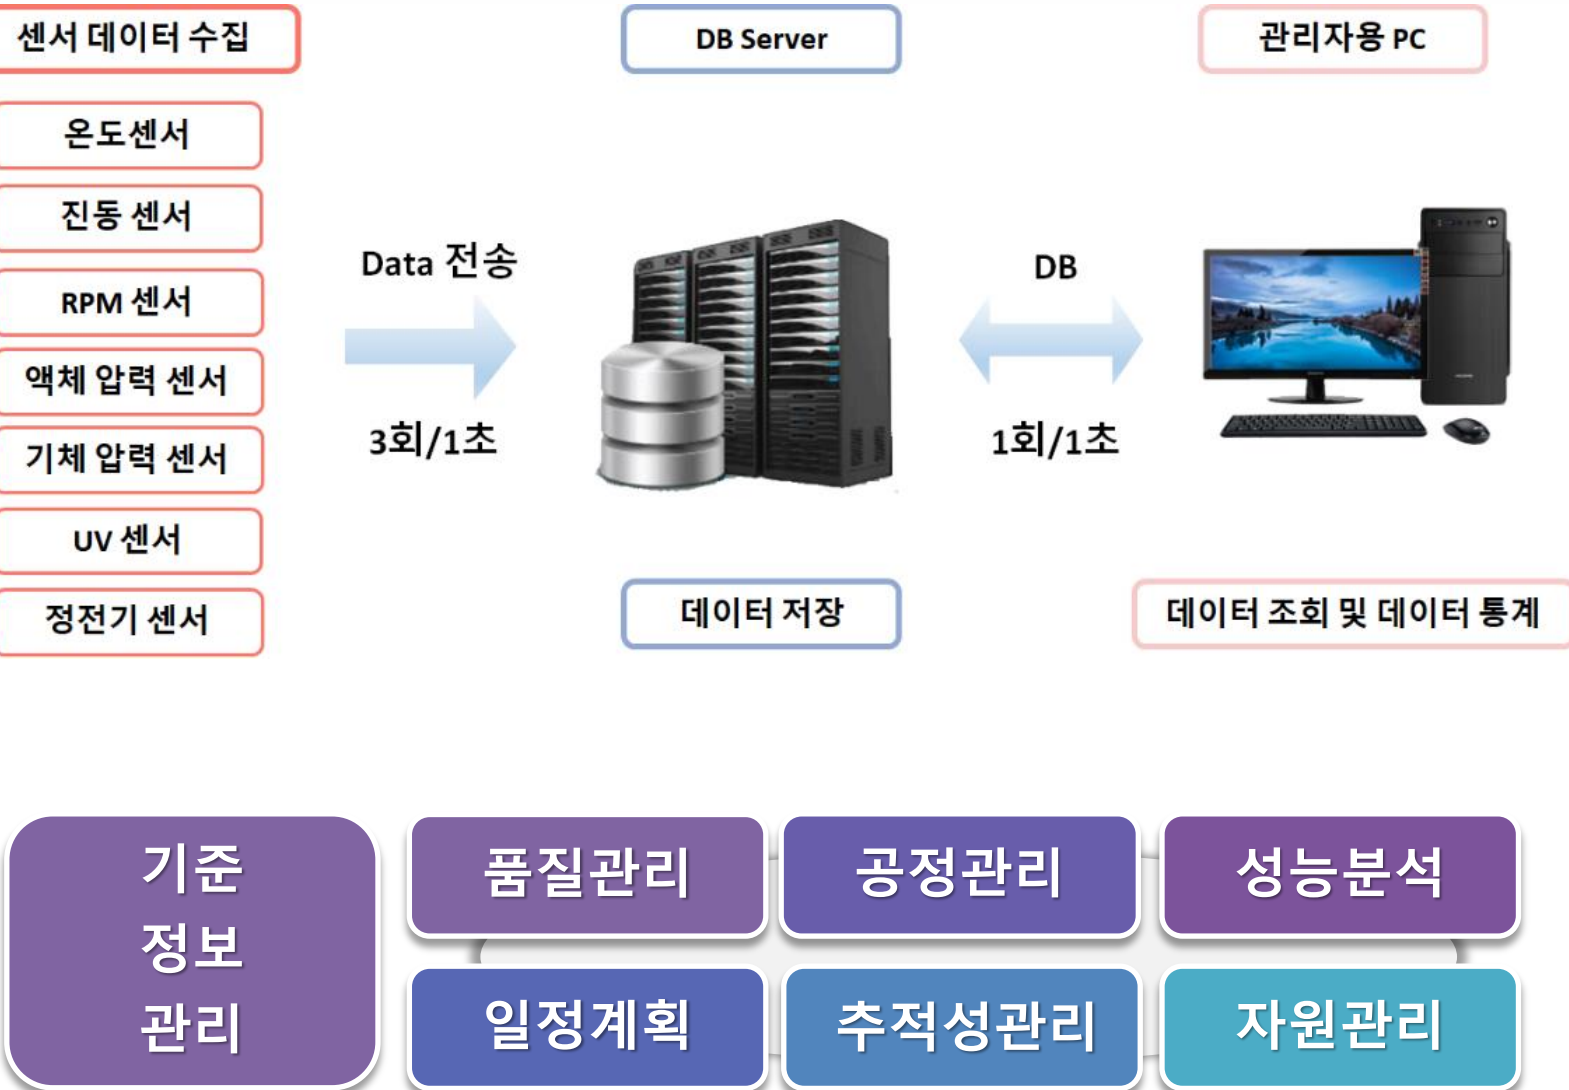 센서 데이터 수집
DB Server
관리자용 PC
온도센서
진동 센서
RPM 센서
액체 압력 센서
기체 압력 센서
UV 센서
정전기 센서
Data 전송
3회/1초
DB
1회/1초
데이터 저장
데이터 조회 및 데이터 통계
기준
정보
관리
품질관리
공정관리
성능분석
일정계획
추적성관리
자원관리